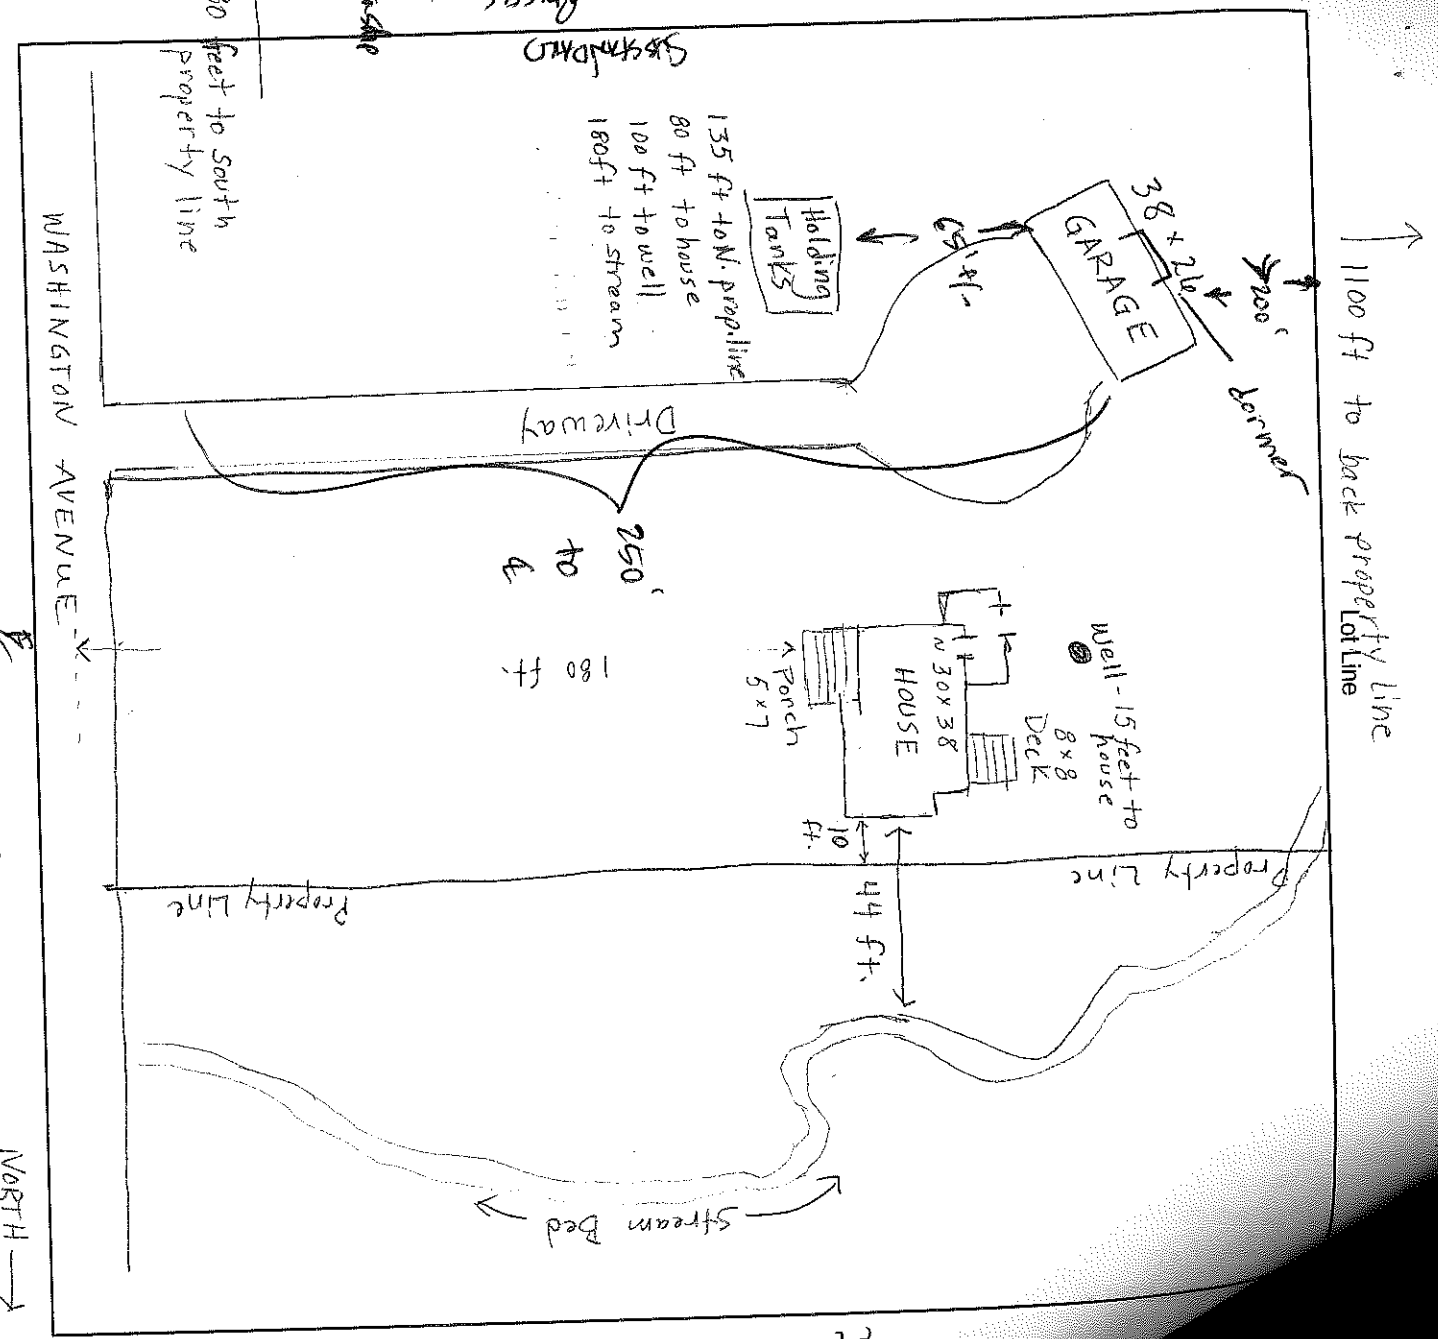 1100 ft to back property line
Lot Line
200'
dormer
38 x 26
GARAGE
65' +/-
Holding
Tanks
135 ft to N. prop. line
80 ft to house
100 ft to well
180 ft to stream
SUBSTANDARD
feet to South
property line
Driveway
250'
to
180 ft.
Well - 15 feet to
house
8 x 8
Deck
30 x 38
HOUSE
Porch
5 x 7
10
ft.
44 ft.
Property Line
Property Line
Stream Bed
WASHINGTON AVENUE
NORTH